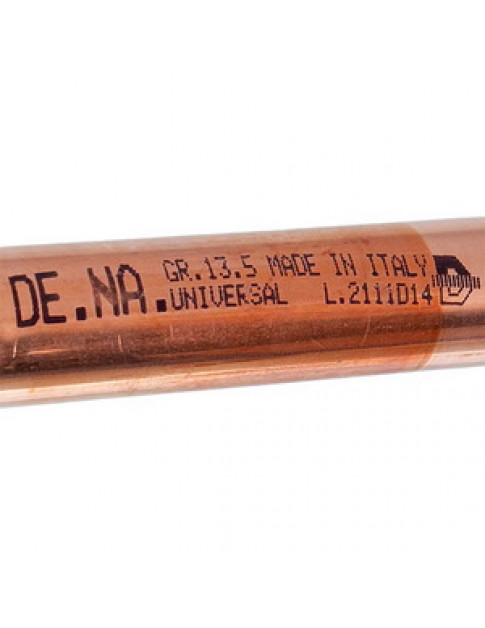 DE.NA.
GR.13.5 MADE IN ITALY
UNIVERSAL L.2111D14